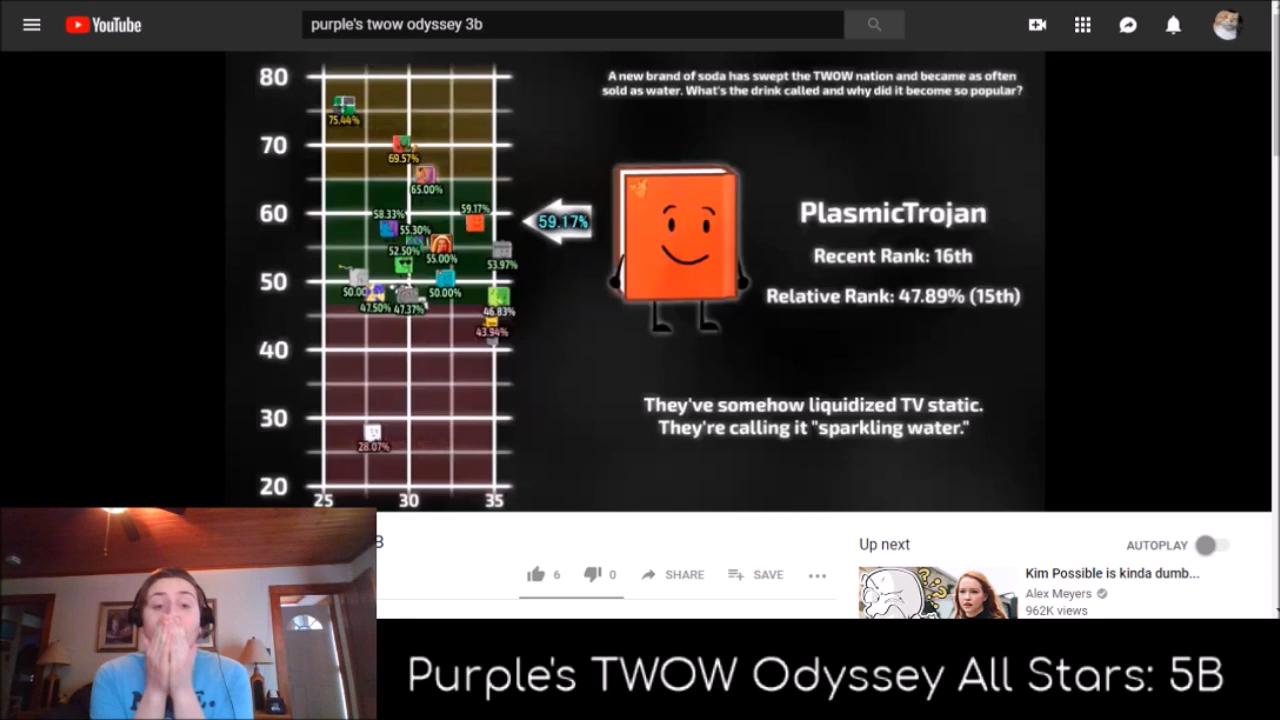 YouTube
purple's twow odyssey 3b
80
70
60
50
40
30
20
25
30
35
75.44%
69.57%
65.00%
59.17%
58.33%
55.30%
52.50%
55.00%
53.97%
50.00
50.00%
47.50%
47.37%
46.83%
43.94%
28.07%
59.17%
A new brand of soda has swept the TWOW nation and became as often
sold as water. What's the drink called and why did it become so popular?
PlasmicTrojan
Recent Rank: 16th
Relative Rank: 47.89% (15th)
They've somehow liquidized TV static.
They're calling it "sparkling water."
B
6
0
SHARE
SAVE
Up next
AUTOPLAY
Kim Possible is kinda dumb...
Alex Meyers
962K views
Purple's TWOW Odyssey All Stars: 5B